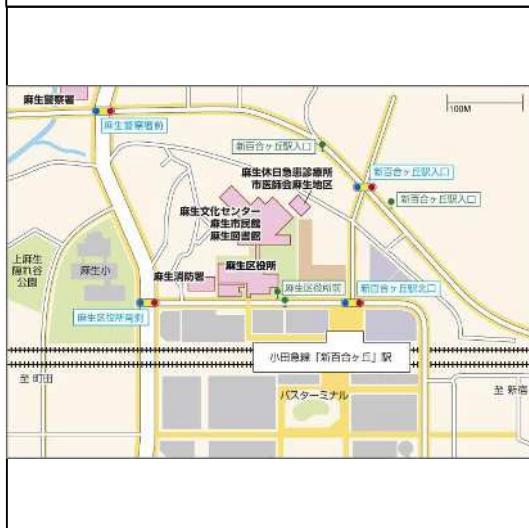 麻生警察署
麻生警察署前
100M
新百合ヶ丘駅入口
麻生休日急患診療所
市医師会麻生地区
新百合ヶ丘駅入口
新百合ヶ丘駅入口
麻生文化センター
麻生市民館
麻生図書館
上麻生
隠れ谷
公園
麻生小
麻生消防署
麻生区役所
麻生区役所前
新百合ヶ丘駅北口
小田急線「新百合ヶ丘」駅
至 町田
バスターミナル
至 新宿